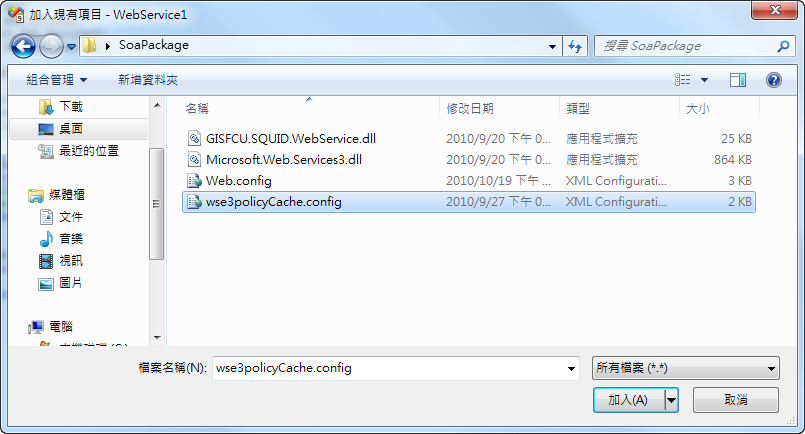 加入現有項目 - WebService1
SoaPackage
搜尋 SoaPackage
組合管理 新增資料夾
下載
桌面
最近的位置
媒體櫃
文件
音樂
視訊
圖片
電腦
名稱 修改日期 類型 大小
GISFCU.SQUID.WebService.dll 2010/9/20 下午 0... 應用程式擴充 25 KB
Microsoft.Web.Services3.dll 2010/9/20 下午 0... 應用程式擴充 864 KB
Web.config 2010/10/19 下午 ... XML Configurati... 3 KB
wse3policyCache.config 2010/9/27 下午 0... XML Configurati... 2 KB
檔案名稱(N): wse3policyCache.config 所有檔案 (*.*)
加入(A) 取消